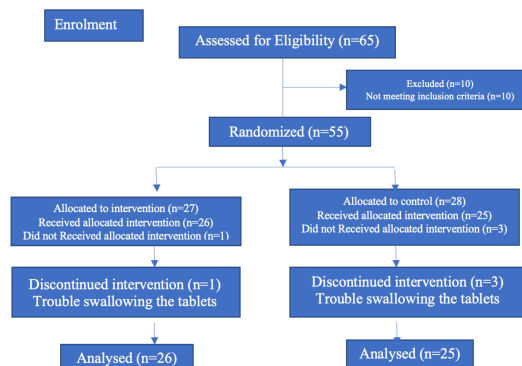 Enrolment
Assessed for Eligibility (n=65)
Excluded (n=10)
Not meeting inclusion criteria (n=10)
Randomized (n=55)
Allocated to intervention (n=27)
Received allocated intervention (n=26)
Did not Received allocated intervention (n=1)
Allocated to control (n=28)
Received allocated intervention (n=25)
Did not Received allocated intervention (n=3)
Discontinued intervention (n=1)
Trouble swallowing the tablets
Discontinued intervention (n=3)
Trouble swallowing the tablets
Analysed (n=26)
Analysed (n=25)